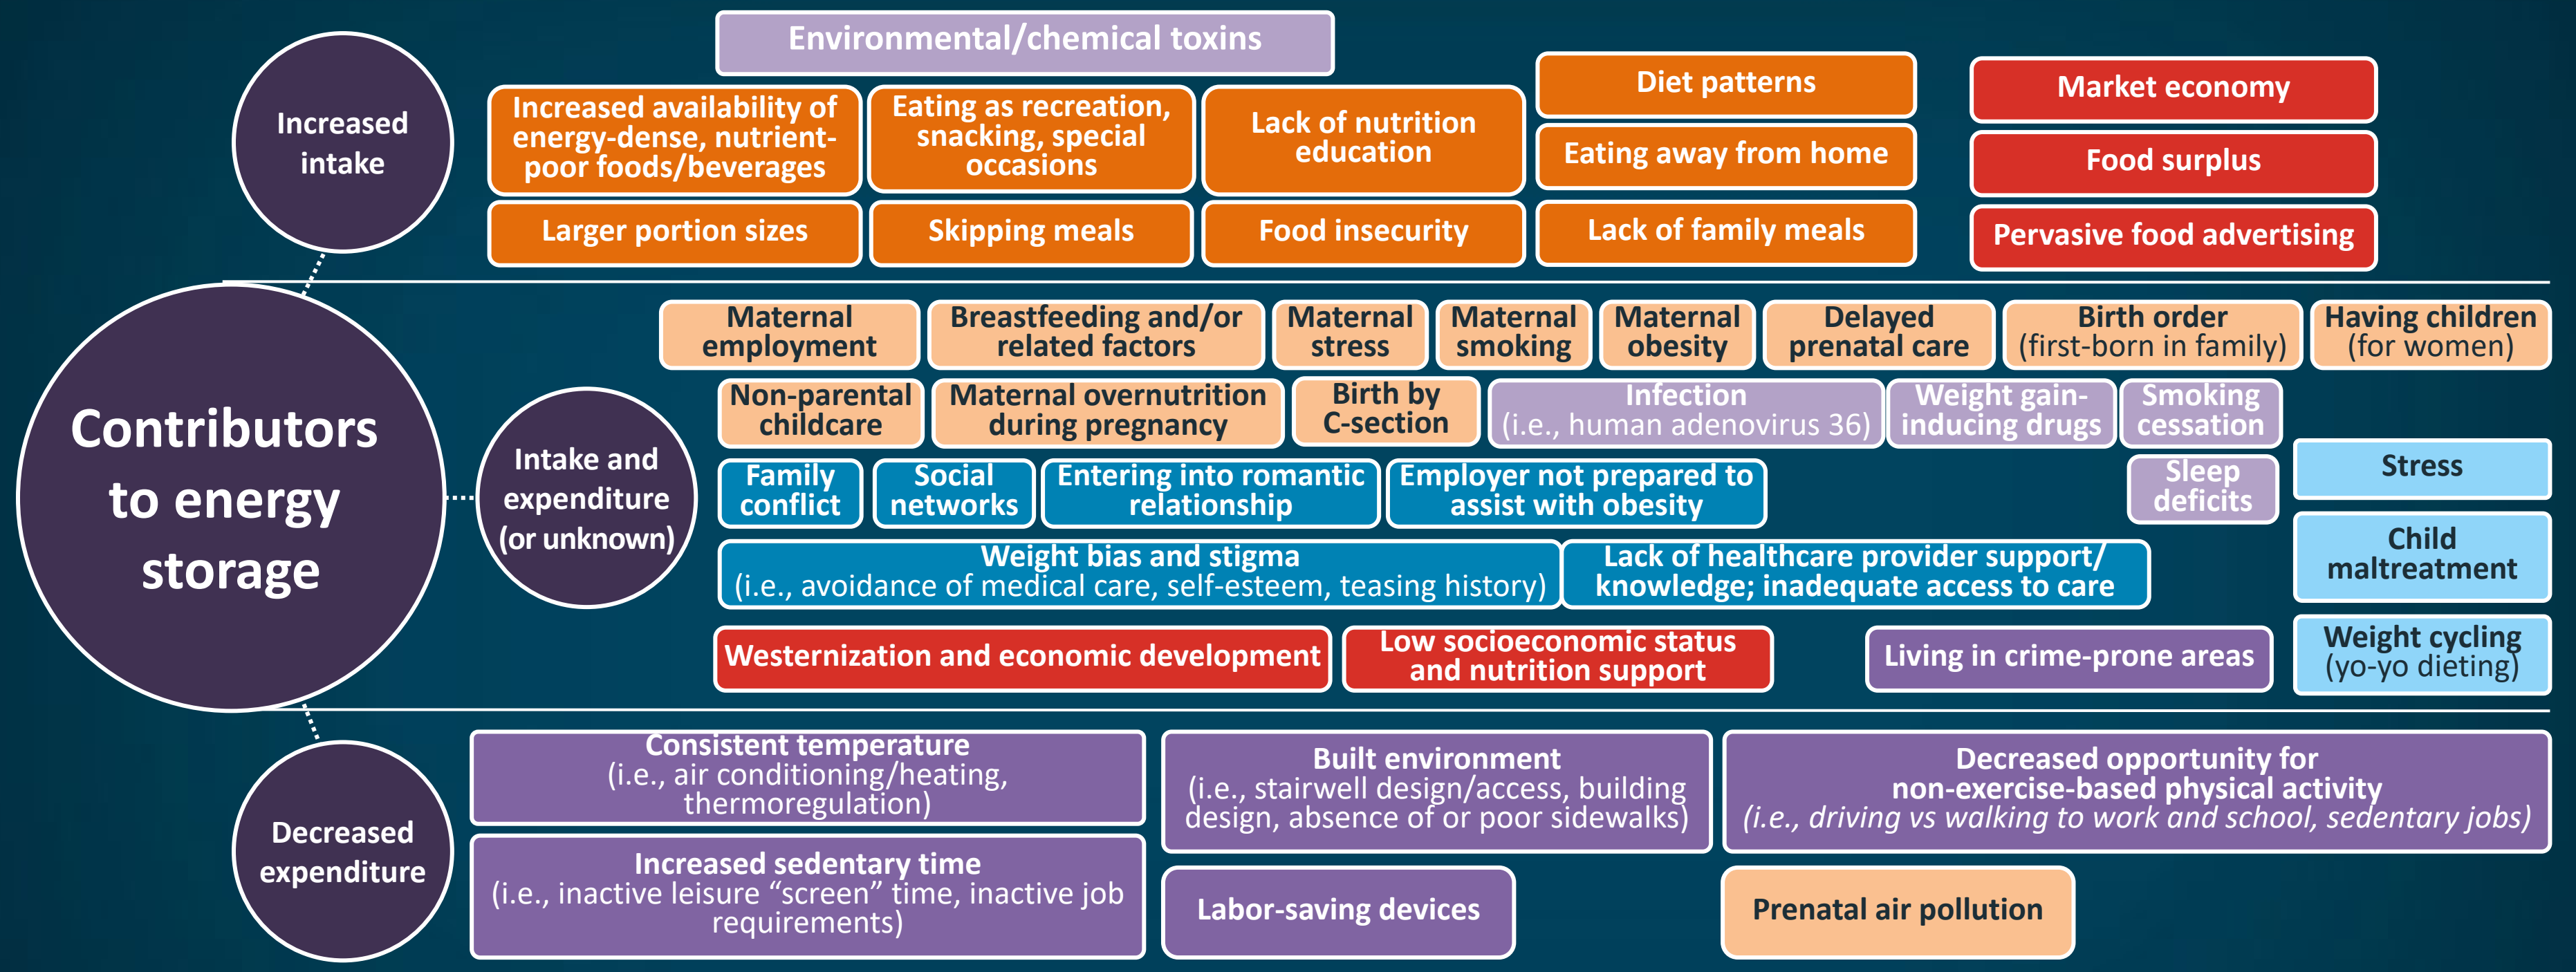 Environmental/chemical toxins
Increased
intake
Increased availability of
energy-dense, nutrient-
poor foods/beverages
Eating as recreation,
snacking, special
occasions
Lack of nutrition
education
Diet patterns
Eating away from home
Market economy
Food surplus
Larger portion sizes
Skipping meals
Food insecurity
Lack of family meals
Pervasive food advertising
Contributors
to energy
storage
Intake and
expenditure
(or unknown)
Maternal
employment
Breastfeeding and/or
related factors
Maternal
stress
Maternal
smoking
Maternal
obesity
Delayed
prenatal care
Birth order
(first-born in family)
Having children
(for women)
Non-parental
childcare
Maternal overnutrition
during pregnancy
Birth by
C-section
Infection
(i.e., human adenovirus 36)
Weight gain-
inducing drugs
Smoking
cessation
Family
conflict
Social
networks
Entering into romantic
relationship
Employer not prepared to
assist with obesity
Sleep
deficits
Stress
Weight bias and stigma
(i.e., avoidance of medical care, self-esteem, teasing history)
Lack of healthcare provider support/
knowledge; inadequate access to care
Child
maltreatment
Westernization and economic development
Low socioeconomic status
and nutrition support
Living in crime-prone areas
Weight cycling
(yo-yo dieting)
Decreased
expenditure
Consistent temperature
(i.e., air conditioning/heating,
thermoregulation)
Built environment
(i.e., stairwell design/access, building
design, absence of or poor sidewalks)
Decreased opportunity for
non-exercise-based physical activity
(i.e., driving vs walking to work and school, sedentary jobs)
Increased sedentary time
(i.e., inactive leisure “screen” time, inactive job
requirements)
Labor-saving devices
Prenatal air pollution